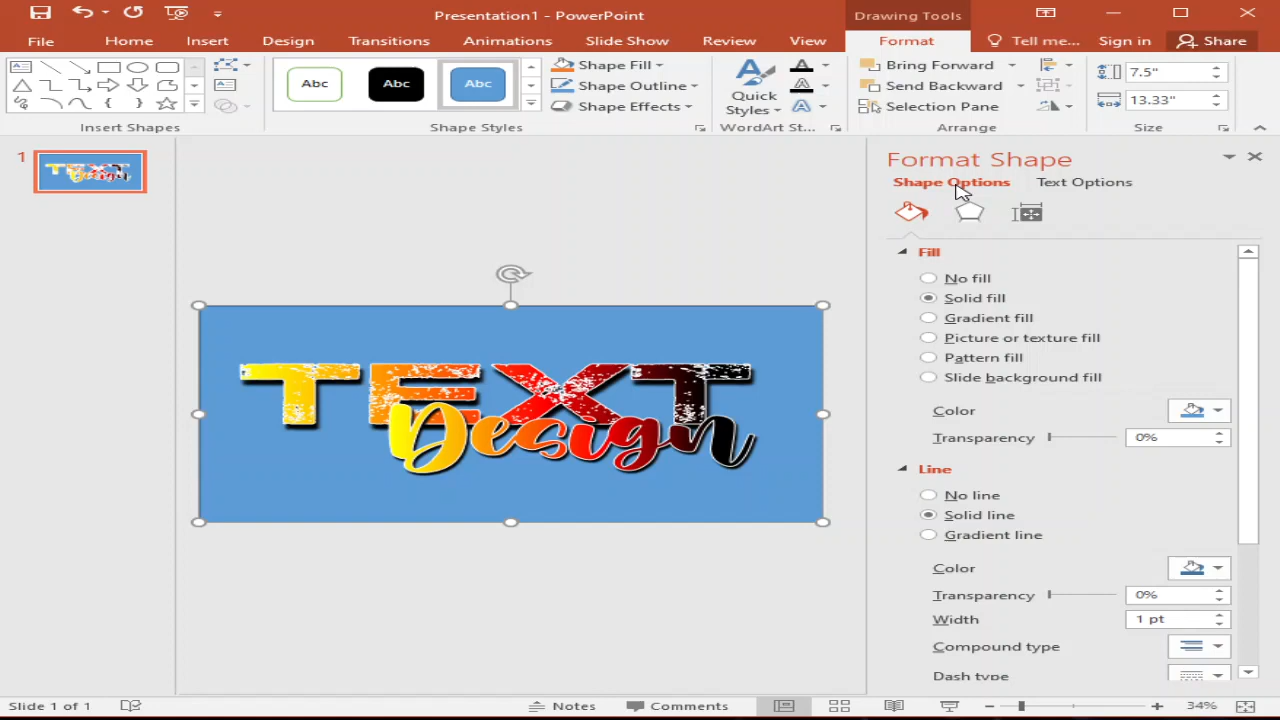 Presentation1 - PowerPoint
Drawing Tools
File
Home
Insert
Design
Transitions
Animations
Slide Show
Review
View
Format
Tell me...
Sign in
Share
Abc
Abc
Abc
Shape Fill
Shape Outline
Shape Effects
Quick
Styles
Bring Forward
Send Backward
Selection Pane
7.5"
13.33"
Insert Shapes
Shape Styles
WordArt St...
Arrange
Size
1
TEXT
Design
TEXT
Design
Format Shape
Shape Options
Text Options
Fill
No fill
Solid fill
Gradient fill
Picture or texture fill
Pattern fill
Slide background fill
Color
Transparency
0%
Line
No line
Solid line
Gradient line
Color
Transparency
0%
Width
1 pt
Compound type
Dash type
Slide 1 of 1
Notes
Comments
34%